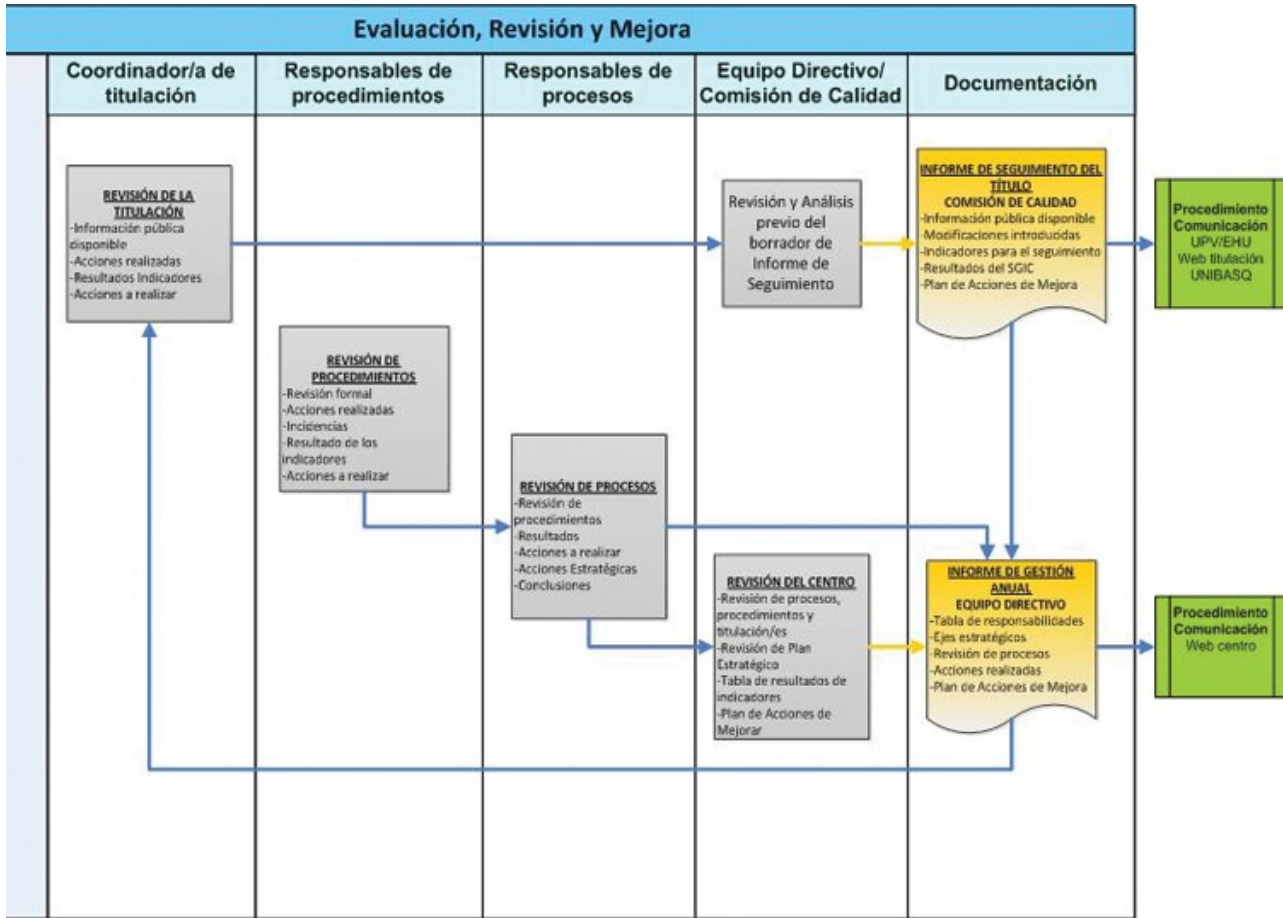 Evaluación, Revisión y Mejora
Coordinador/a de
titulación
Responsables de
procedimientos
Responsables de
procesos
Equipo Directivo/
Comisión de Calidad
Documentación
REVISIÓN DE LA
TITULACIÓN
-Información pública
disponible
-Acciones realizadas
-Resultados Indicadores
-Acciones a realizar
Revisión y Análisis
previo del
borrador de
Informe de
Seguimiento
INFORME DE SEGUIMIENTO DEL
TÍTULO
COMISIÓN DE CALIDAD
-Información pública disponible
-Modificaciones introducidas
-Indicadores para el seguimiento
-Resultados del SGIC
-Plan de Acciones de Mejora
Procedimiento
Comunicación
UPV/EHU
Web titulación
UNIBASQ
REVISIÓN DE
PROCEDIMIENTOS
-Revisión formal
-Acciones realizadas
-Incidencias
-Resultado de los
indicadores
-Acciones a realizar
REVISIÓN DE PROCESOS
-Revisión de
procedimientos
-Resultados
-Acciones a realizar
-Acciones Estratégicas
-Conclusiones
REVISIÓN DEL CENTRO
-Revisión de procesos,
procedimientos y
titulación/es
-Revisión de Plan
Estratégico
-Tabla de resultados de
indicadores
-Plan de Acciones de
Mejorar
INFORME DE GESTIÓN
ANUAL
EQUIPO DIRECTIVO
-Tabla de responsabilidades
-Ejes estratégicos
-Revisión de procesos
-Acciones realizadas
-Plan de Acciones de Mejora
Procedimiento
Comunicación
Web centro